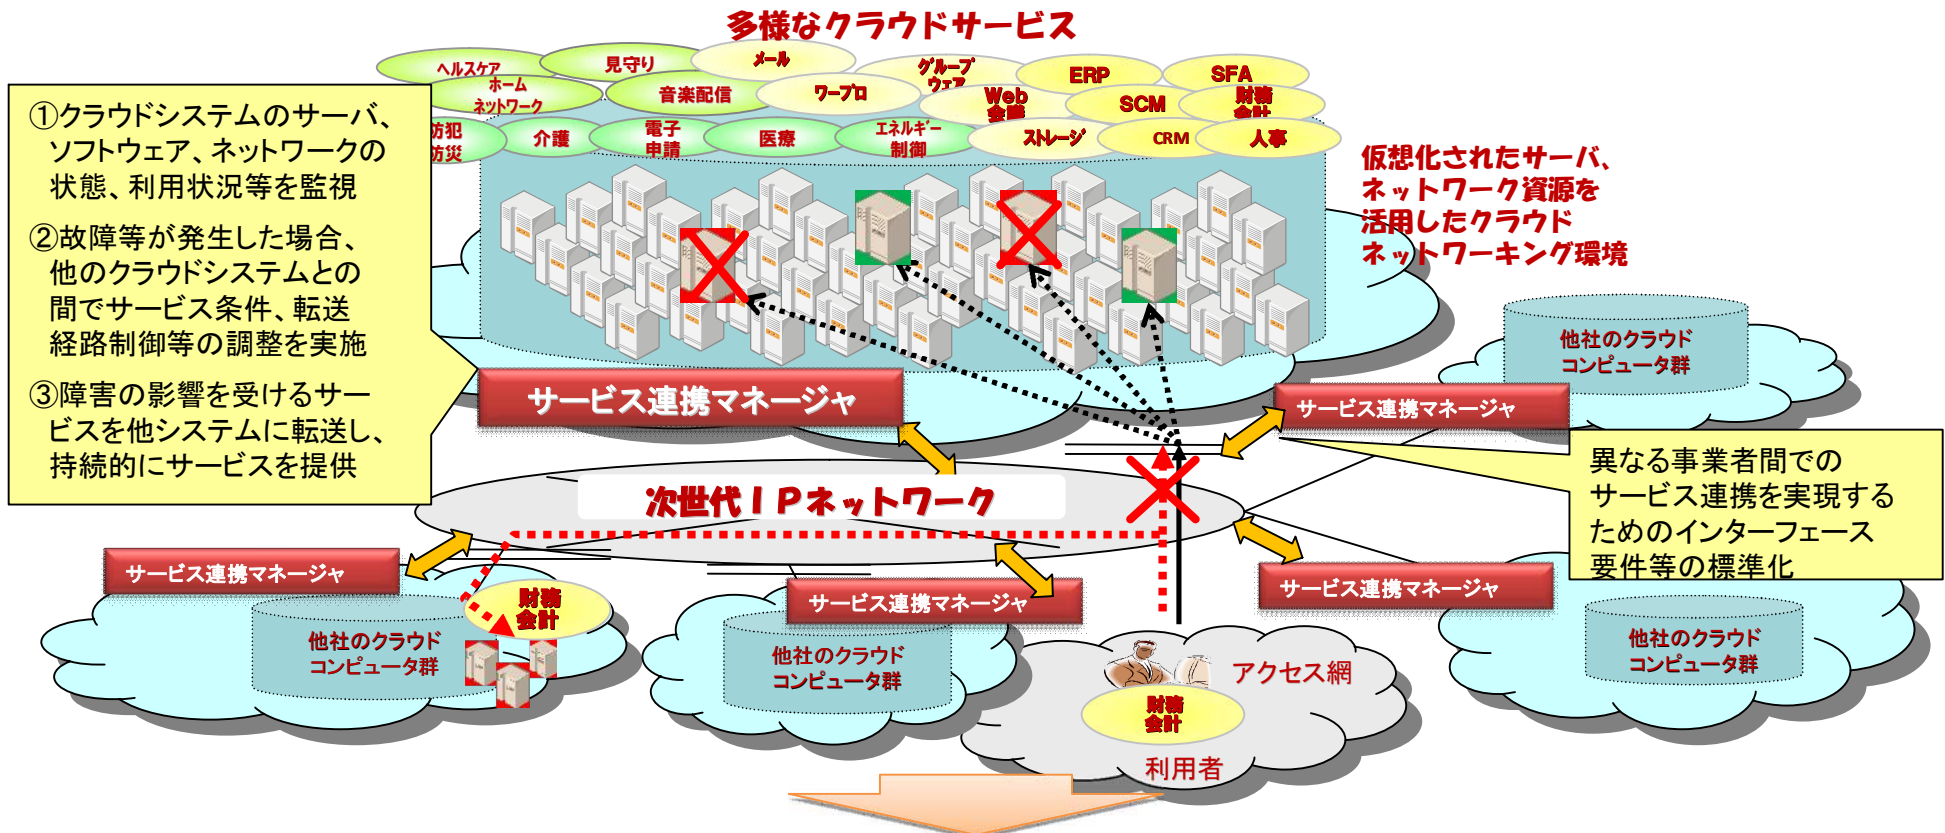 多様なクラウドサービス
ヘルスケア
見守り
メール
グループ
ウェア
ERP
SFA
ホーム
ネットワーク
音楽配信
ワープロ
Web
会議
SCM
財務
会計
防犯
防災
介護
電子
申請
医療
エネルギー
制御
ストレージ
CRM
人事
①クラウドシステムのサーバ、
ソフトウェア、ネットワークの
状態、利用状況等を監視
②故障等が発生した場合、
他のクラウドシステムとの
間でサービス条件、転送
経路制御等の調整を実施
③障害の影響を受けるサー
ビスを他システムに転送し、
持続的にサービスを提供
仮想化されたサーバ、
ネットワーク資源を
活用したクラウド
ネットワーキング環境
他社のクラウド
コンピュータ群
サービス連携マネージャ
サービス連携マネージャ
異なる事業者間での
サービス連携を実現する
ためのインターフェース
要件等の標準化
次世代IPネットワーク
サービス連携マネージャ
サービス連携マネージャ
サービス連携マネージャ
財務
会計
他社のクラウド
コンピュータ群
他社のクラウド
コンピュータ群
他社のクラウド
コンピュータ群
アクセス網
財務
会計
利用者